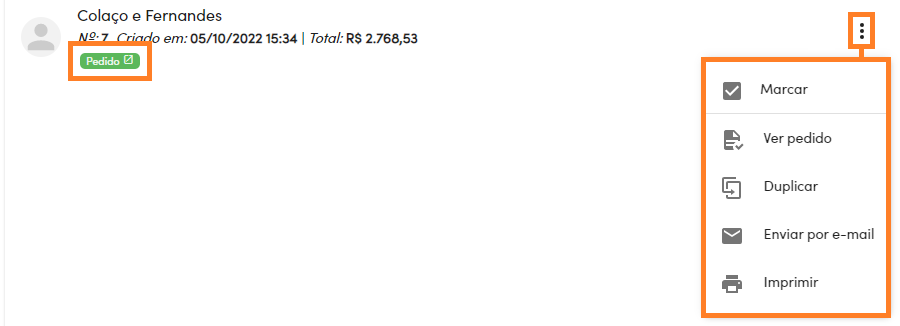 Colaço e Fernandes
Nº: 7 Criado em: 05/10/2022 15:34 | Total: R$ 2.768,53
Pedido
Marcar
Ver pedido
Duplicar
Enviar por e-mail
Imprimir